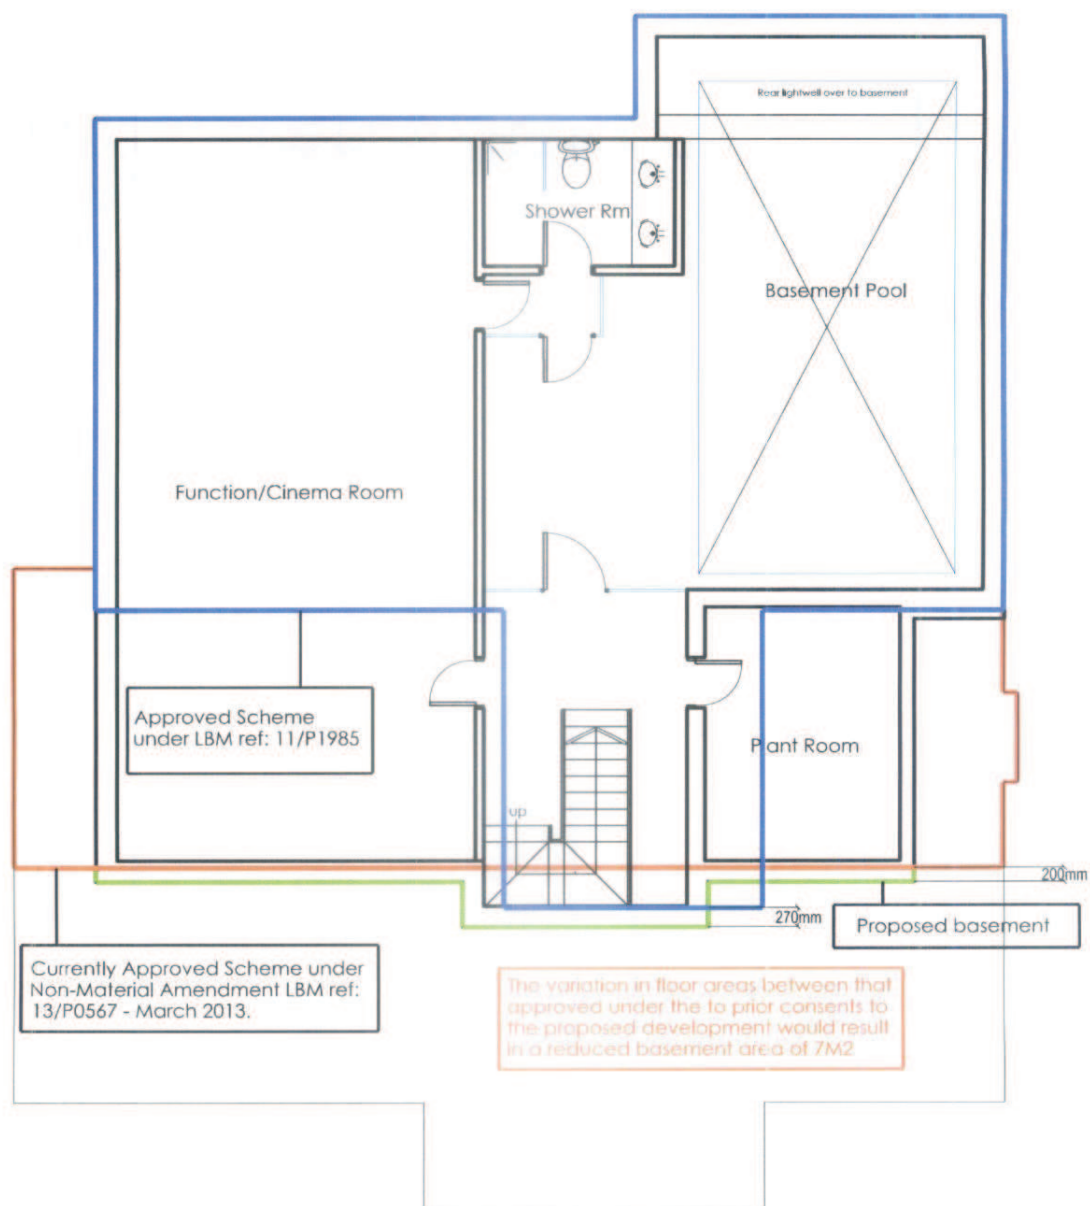 Rear lightwell over to basement
Shower Rm
Basement Pool
Function/Cinema Room
Approved Scheme
under LBM ref: 11/P1985
Plant Room
up
200mm
270mm
Proposed basement
Currently Approved Scheme under
Non-Material Amendment LBM ref:
13/P0567 - March 2013.
The variation in floor areas between that
approved under the to prior consents to
the proposed development would result
in a reduced basement area of 7M2